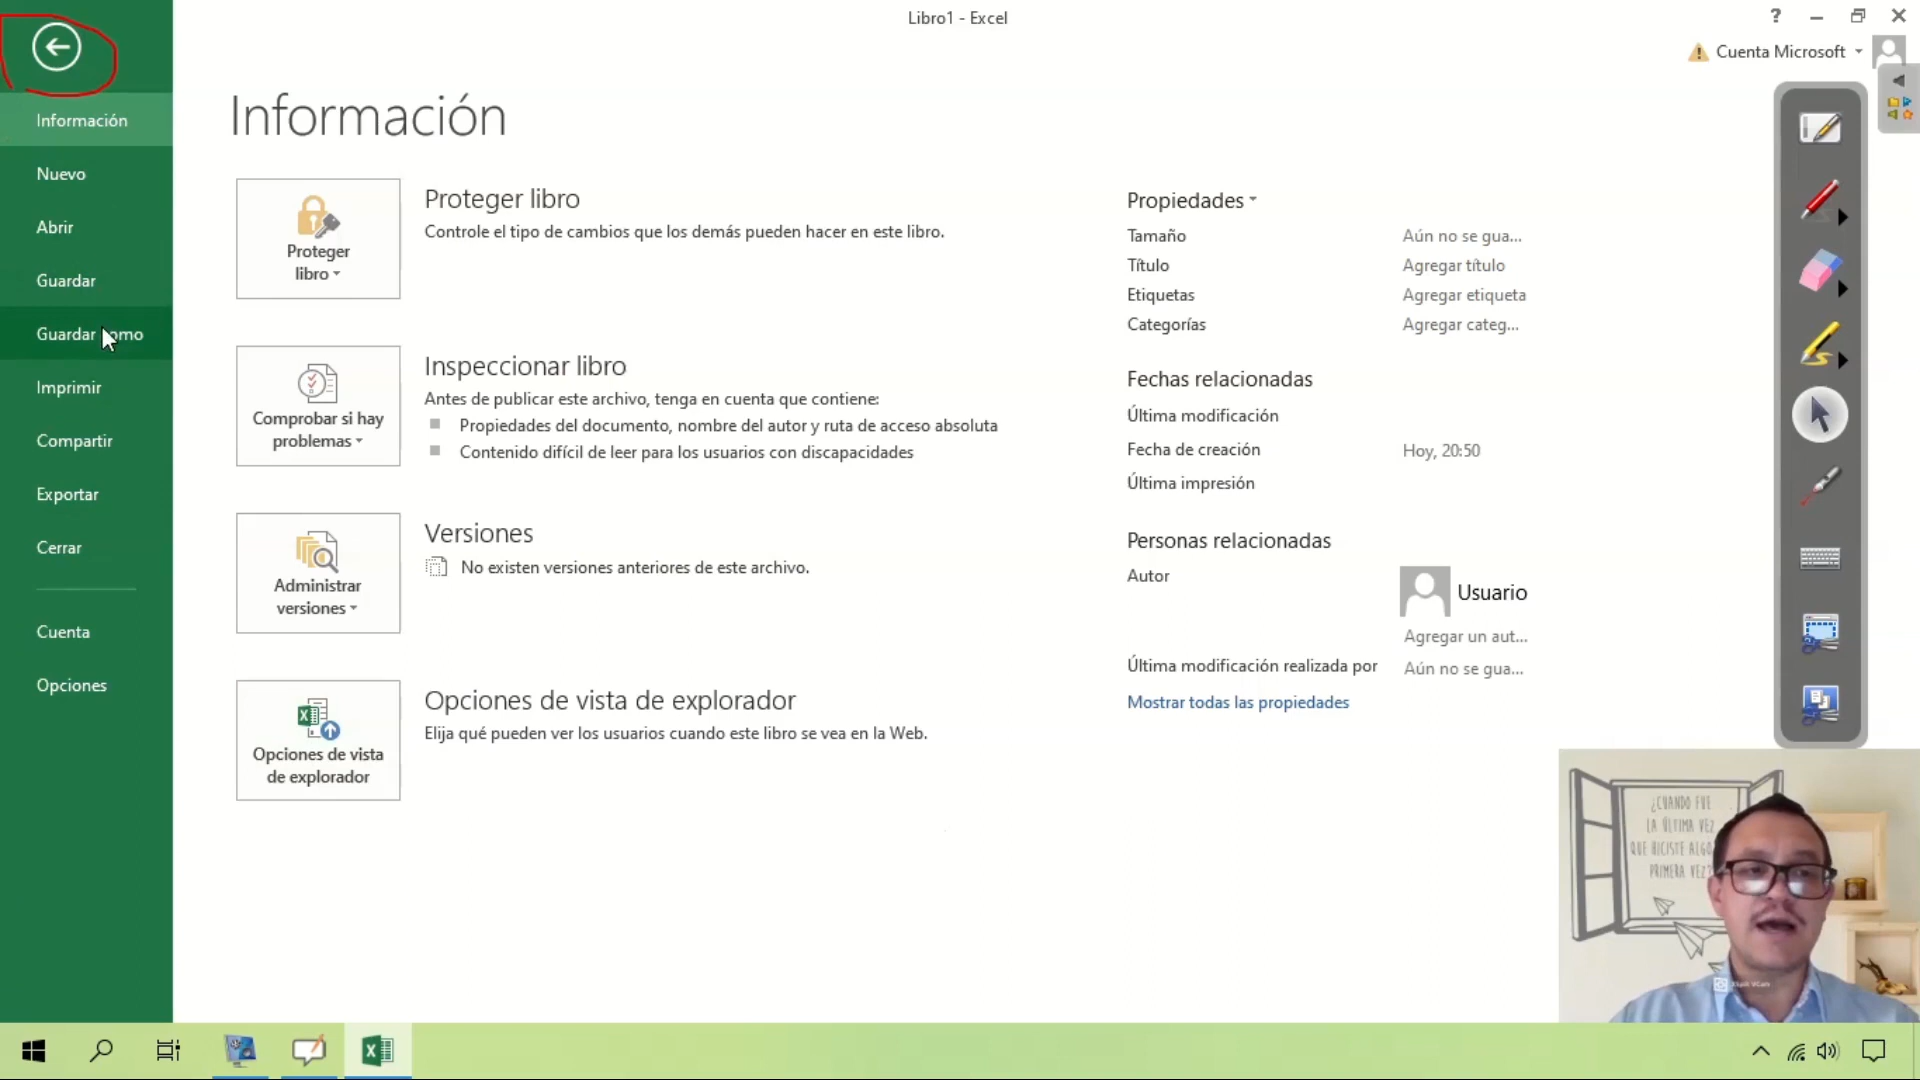 Libro1 - Excel
?
Cuenta Microsoft
Información
Nuevo
Abrir
Guardar
Guardar como
Imprimir
Compartir
Exportar
Cerrar
Cuenta
Opciones
Información
Proteger
libro
Proteger libro
Controle el tipo de cambios que los demás pueden hacer en este libro.
Comprobar si hay
problemas
Inspeccionar libro
Antes de publicar este archivo, tenga en cuenta que contiene:
Propiedades del documento, nombre del autor y ruta de acceso absoluta
Contenido difícil de leer para los usuarios con discapacidades
Administrar
versiones
Versiones
No existen versiones anteriores de este archivo.
Opciones de vista
de explorador
Opciones de vista de explorador
Elija qué pueden ver los usuarios cuando este libro se vea en la Web.
Propiedades
Tamaño Aún no se gua...
Título Agregar título
Etiquetas Agregar etiqueta
Categorías Agregar categ...
Fechas relacionadas
Última modificación
Fecha de creación Hoy, 20:50
Última impresión
Personas relacionadas
Autor Usuario
Agregar un aut...
Última modificación realizada por Aún no se gua...
Mostrar todas las propiedades
¿CUANDO FUE
LA ÚLTIMA VEZ
QUE HICISTE ALGO
PRIMERA VEZ?